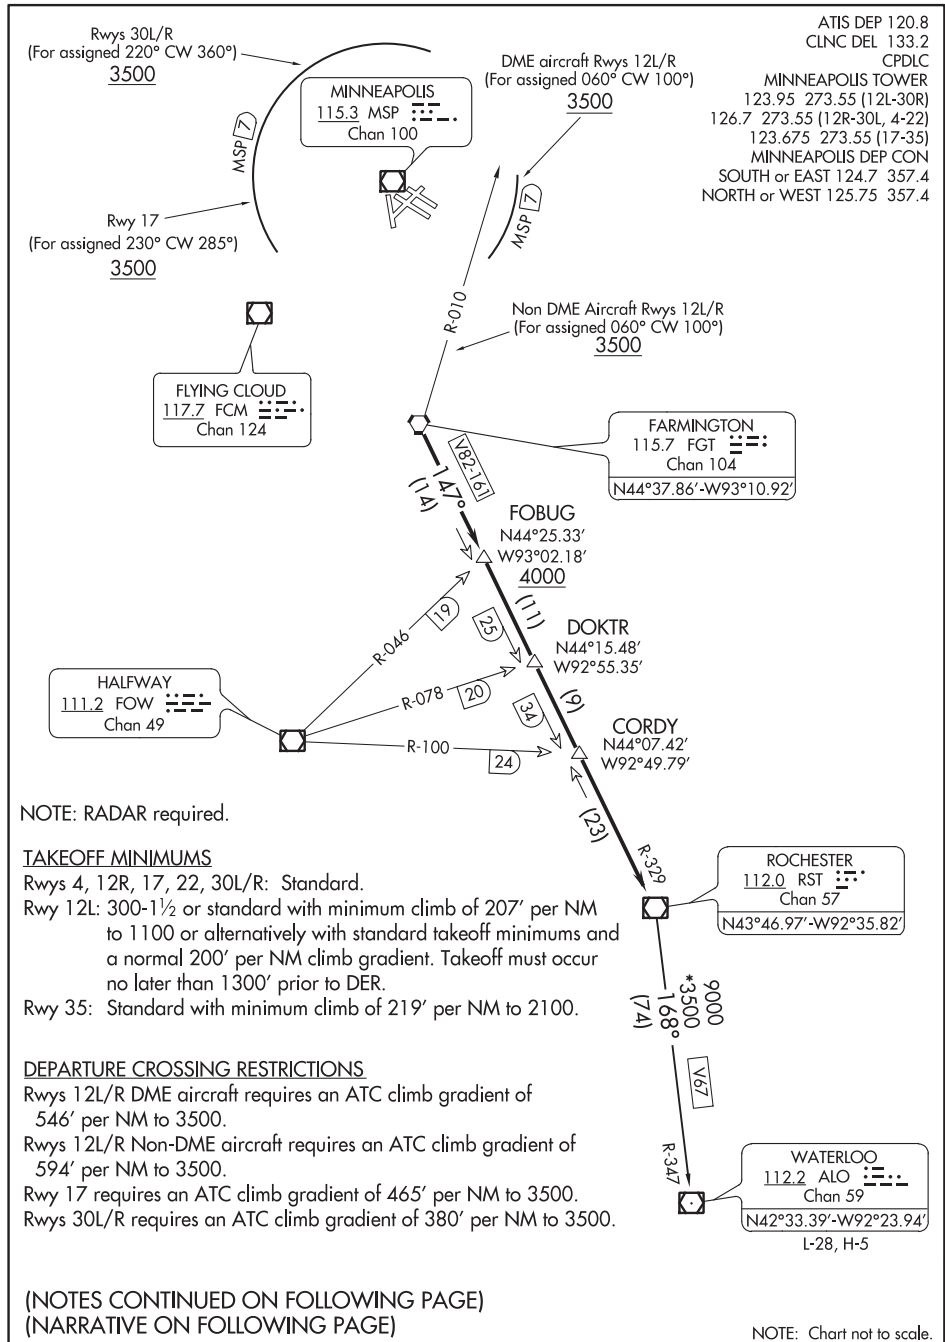 ATIS DEP 120.8
CLNC DEL 133.2
CPDLC
MINNEAPOLIS TOWER
123.95 273.55 (12L-30R)
126.7 273.55 (12R-30L, 4-22)
123.675 273.55 (17-35)
MINNEAPOLIS DEP CON
SOUTH or EAST 124.7 357.4
NORTH or WEST 125.75 357.4
Rwys 30L/R
(For assigned 220° CW 360°)
3500
DME aircraft Rwys 12L/R
(For assigned 060° CW 100°)
3500
MINNEAPOLIS
115.3 MSP
Chan 100
MSP 7
MSP 7
Rwy 17
(For assigned 230° CW 285°)
3500
R-010
Non DME Aircraft Rwys 12L/R
(For assigned 060° CW 100°)
3500
FLYING CLOUD
117.7 FCM
Chan 124
FARMINGTON
115.7 FGT
Chan 104
N44°37.86'-W93°10.92'
V82-161
147°
(14)
FOBUG
N44°25.33'
W93°02.18'
4000
(11)
19
R-046
25
DOKTR
N44°15.48'
W92°55.35'
HALFWAY
111.2 FOW
Chan 49
R-078
20
(9)
34
CORDY
N44°07.42'
W92°49.79'
R-100
24
(23)
R-329
NOTE: RADAR required.
TAKEOFF MINIMUMS
Rwys 4, 12R, 17, 22, 30L/R: Standard.
Rwy 12L: 300-1½ or standard with minimum climb of 207' per NM
to 1100 or alternatively with standard takeoff minimums and
a normal 200' per NM climb gradient. Takeoff must occur
no later than 1300' prior to DER.
Rwy 35: Standard with minimum climb of 219' per NM to 2100.
ROCHESTER
112.0 RST
Chan 57
N43°46.97'-W92°35.82'
9000
*3500
168°
(74)
V67
R-347
DEPARTURE CROSSING RESTRICTIONS
Rwys 12L/R DME aircraft requires an ATC climb gradient of
546' per NM to 3500.
Rwys 12L/R Non-DME aircraft requires an ATC climb gradient of
594' per NM to 3500.
Rwy 17 requires an ATC climb gradient of 465' per NM to 3500.
Rwys 30L/R requires an ATC climb gradient of 380' per NM to 3500.
WATERLOO
112.2 ALO
Chan 59
N42°33.39'-W92°23.94'
L-28, H-5
(NOTES CONTINUED ON FOLLOWING PAGE)
(NARRATIVE ON FOLLOWING PAGE)
NOTE: Chart not to scale.